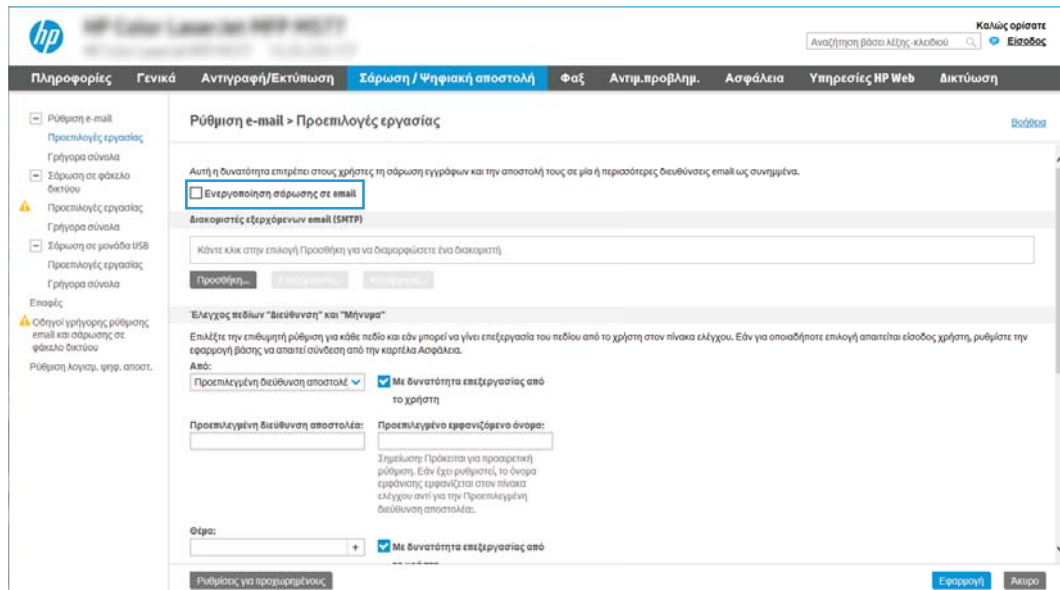 hp
Καλώς ορίσατε
Αναζήτηση βάσει λέξης-κλειδιού
Είσοδος
Πληροφορίες Γενικά Αντιγραφή/Εκτύπωση Σάρωση / Ψηφιακή αποστολή Φαξ Αντιμ.προβλημ. Ασφάλεια Υπηρεσίες HP Web Δικτύωση
Ρύθμιση e-mail
Προεπιλογές εργασίας
Γρήγορα σύνολα
Σάρωση σε φάκελο
δικτύου
Προεπιλογές εργασίας
Γρήγορα σύνολα
Σάρωση σε μονάδα USB
Προεπιλογές εργασίας
Γρήγορα σύνολα
Επαφές
Οδηγοί γρήγορης ρύθμισης
email και σάρωσης σε
φάκελο δικτύου
Ρύθμιση λογισμ. ψηφ. αποστ.
Ρύθμιση e-mail > Προεπιλογές εργασίας
Βοήθεια
Αυτή η δυνατότητα επιτρέπει στους χρήστες τη σάρωση εγγράφων και την αποστολή τους σε μία ή περισσότερες διευθύνσεις email ως συνημμένα.
Ενεργοποίηση σάρωσης σε email
Διακομιστές εξερχόμενων email (SMTP)
Κάντε κλικ στην επιλογή Προσθήκη για να διαμορφώσετε ένα διακομιστή
Προσθήκη...
Έλεγχος πεδίων "Διεύθυνση" και "Μήνυμα"
Επιλέξτε την επιθυμητή ρύθμιση για κάθε πεδίο και εάν μπορεί να γίνει επεξεργασία του πεδίου από το χρήστη στον πίνακα ελέγχου. Εάν για οποιαδήποτε επιλογή απαιτείται είσοδος χρήστη, ρυθμίστε την
εφαρμογή βάσης να απαιτεί σύνδεση από την καρτέλα Ασφάλεια.
Από:
Προεπιλεγμένη διεύθυνση αποστολέ
Με δυνατότητα επεξεργασίας από
το χρήστη
Προεπιλεγμένη διεύθυνση αποστολέα: Προεπιλεγμένο εμφανιζόμενο όνομα:
Σημείωση: Πρόκειται για προαιρετική
ρύθμιση. Εάν έχει ρυθμιστεί, το όνομα
εμφάνισης εμφανίζεται στον πίνακα
ελέγχου αντί για την Προεπιλεγμένη
διεύθυνση αποστολέα:.
Θέμα:
+
Με δυνατότητα επεξεργασίας από
Ρυθμίσεις για προχωρημένους
Εφαρμογή Άκυρο